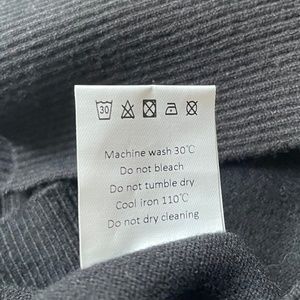 30
Machine wash 30℃
Do not bleach
Do not tumble dry
Cool iron 110℃
Do not dry cleaning